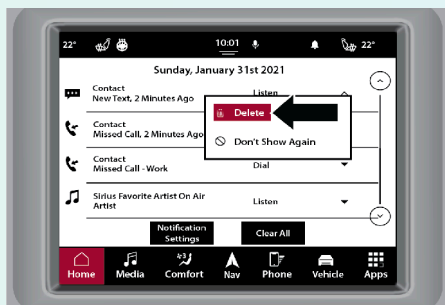 22° 10:01 22°
Sunday, January 31st 2021
Contact
New Text, 2 Minutes Ago
Listen
Delete
Don't Show Again
Contact
Missed Call, 2 Minutes Ago
Contact
Missed Call - Work
Dial
Sirius Favorite Artist On Air
Artist
Listen
Notification
Settings
Clear All
Home Media Comfort Nav Phone Vehicle Apps